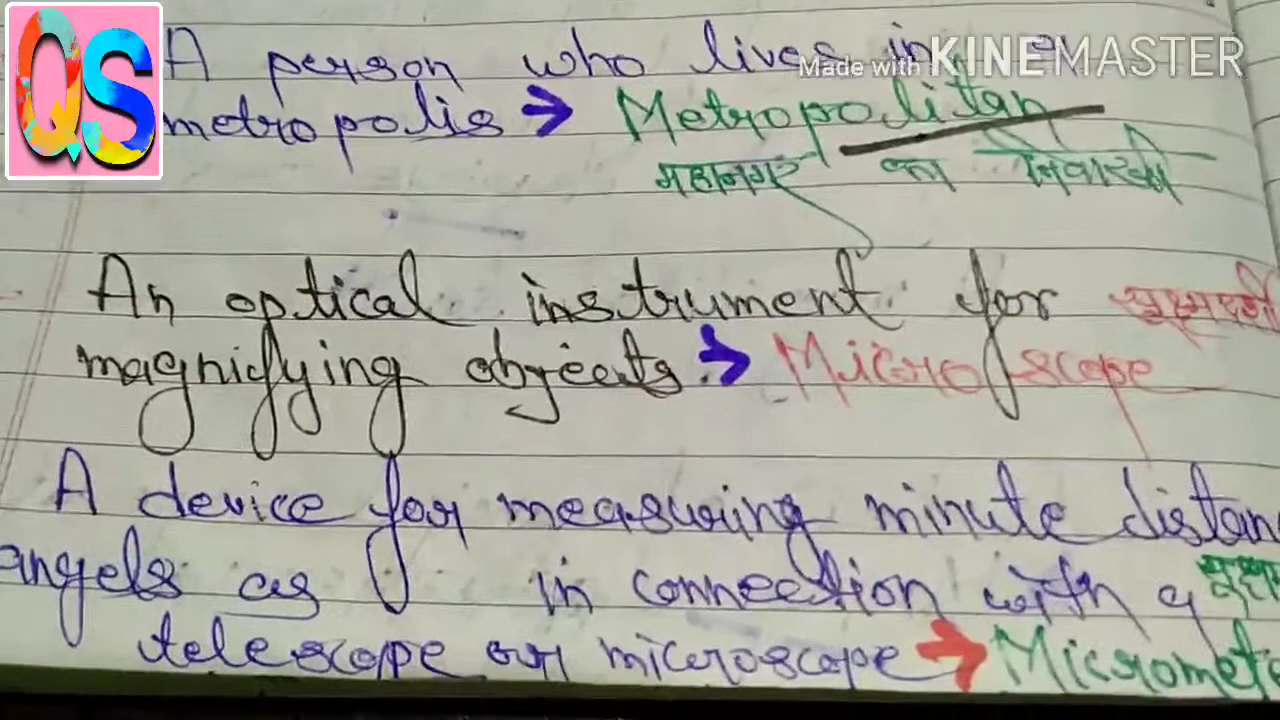 QS
A person who lives in a
Made with KINEMASTER
metropolis → Metropolitan
महानगर का निवासी
An optical instrument for
magnifying objects → Microscope
A device for measuring minute distan
angels as in connection with a
telescope or microscope → Micromete